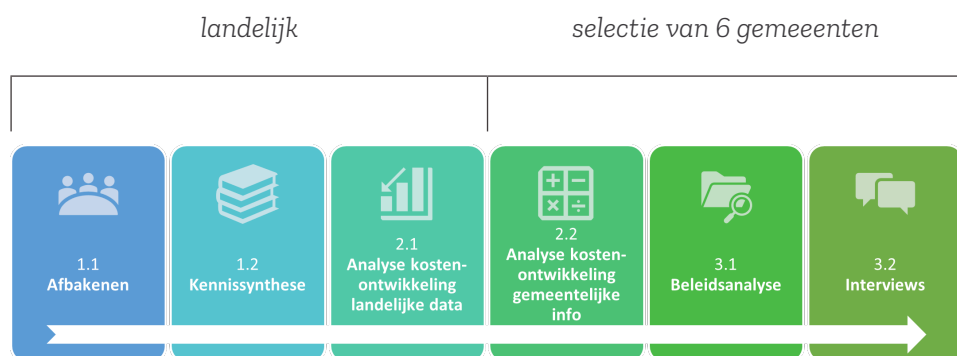 landelijk
selectie van 6 gemeeenten
1.1
Afbakenen
1.2
Kennissynthese
2.1
Analyse kosten-
ontwikkeling
landelijke data
2.2
Analyse kosten-
ontwikkeling
gemeentelijke
info
3.1
Beleidsanalyse
3.2
Interviews